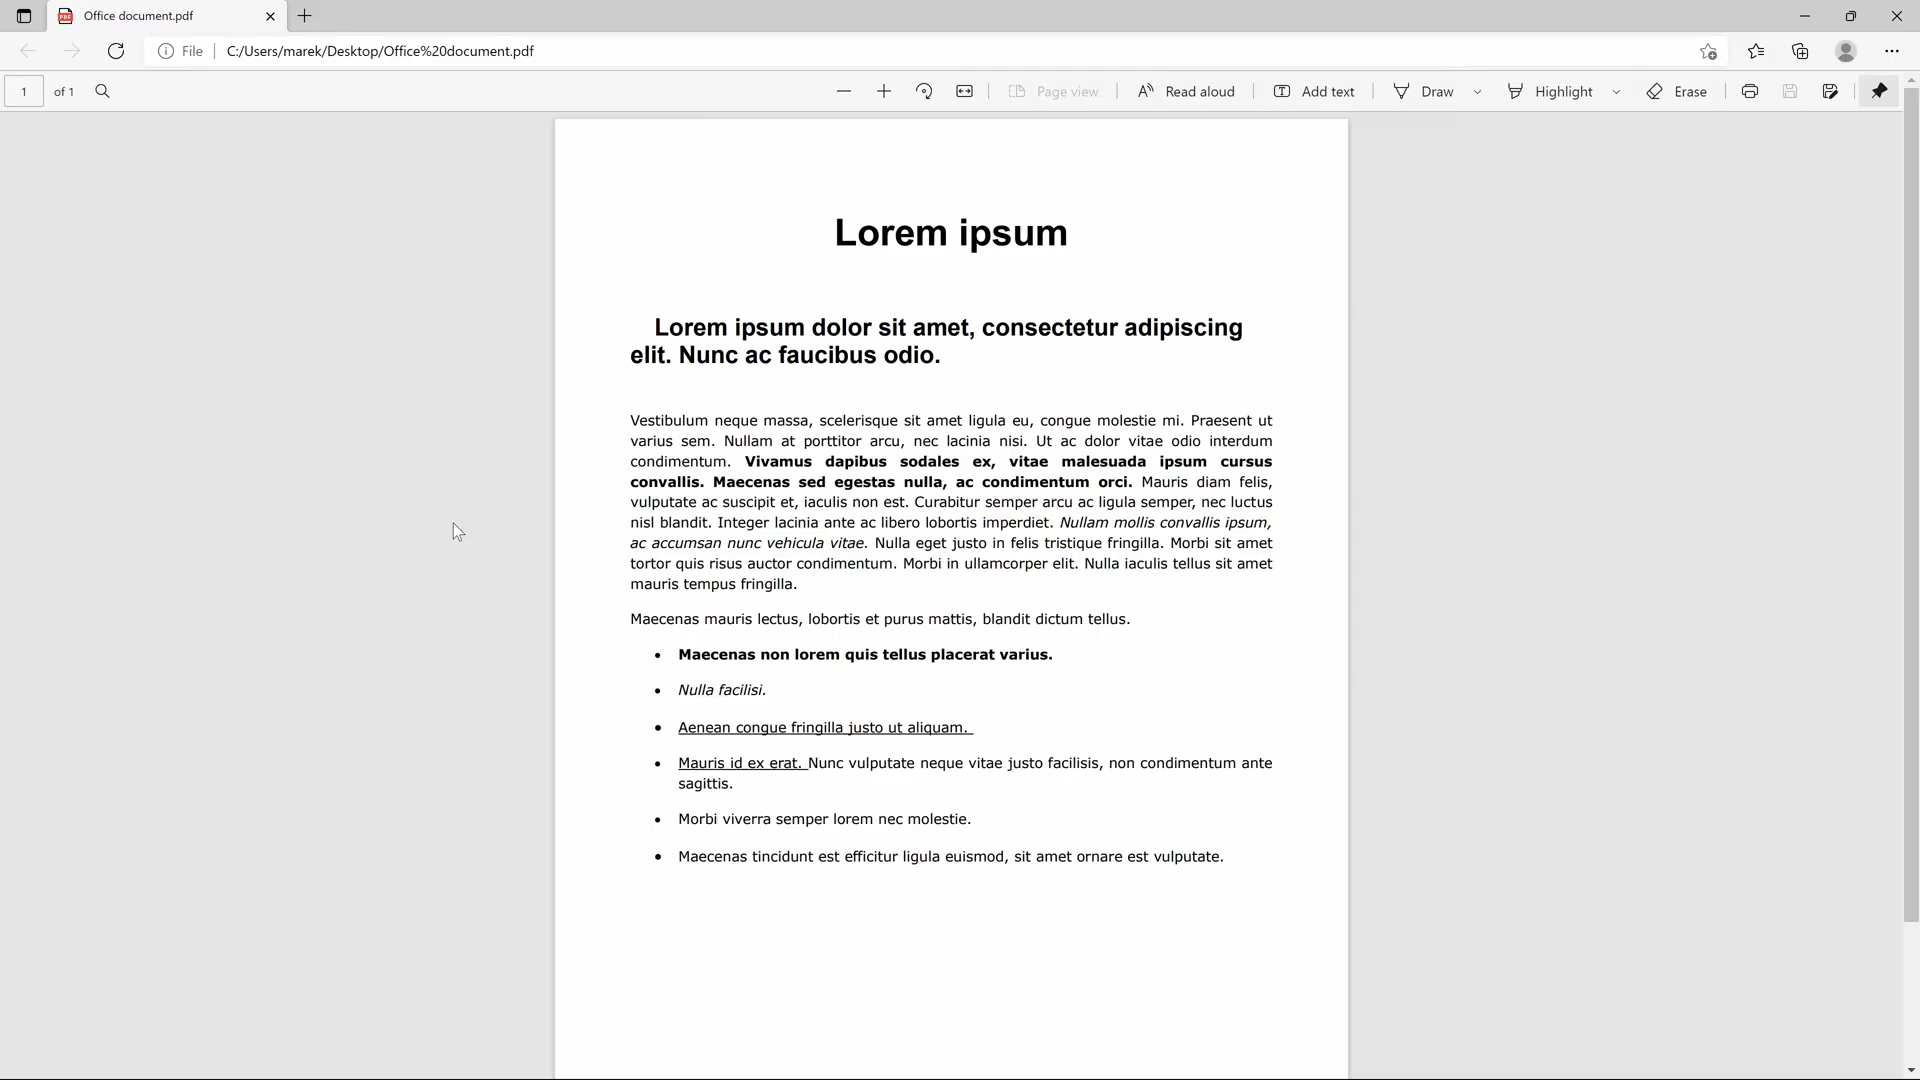 Office document.pdf
File
C:/Users/marek/Desktop/Office%20document.pdf
1 of 1
Page view
Read aloud
Add text
Draw
Highlight
Erase
Lorem ipsum
Lorem ipsum dolor sit amet, consectetur adipiscing
elit. Nunc ac faucibus odio.
Vestibulum neque massa, scelerisque sit amet ligula eu, congue molestie mi. Praesent ut
varius sem. Nullam at porttitor arcu, nec lacinia nisi. Ut ac dolor vitae odio interdum
condimentum. Vivamus dapibus sodales ex, vitae malesuada ipsum cursus
convallis. Maecenas sed egestas nulla, ac condimentum orci. Mauris diam felis,
vulputate ac suscipit et, iaculis non est. Curabitur semper arcu ac ligula semper, nec luctus
nisl blandit. Integer lacinia ante ac libero lobortis imperdiet. Nullam mollis convallis ipsum,
ac accumsan nunc vehicula vitae. Nulla eget justo in felis tristique fringilla. Morbi sit amet
tortor quis risus auctor condimentum. Morbi in ullamcorper elit. Nulla iaculis tellus sit amet
mauris tempus fringilla.
Maecenas mauris lectus, lobortis et purus mattis, blandit dictum tellus.
• Maecenas non lorem quis tellus placerat varius.
• Nulla facilisi.
• Aenean congue fringilla justo ut aliquam.
• Mauris id ex erat. Nunc vulputate neque vitae justo facilisis, non condimentum ante
sagittis.
• Morbi viverra semper lorem nec molestie.
• Maecenas tincidunt est efficitur ligula euismod, sit amet ornare est vulputate.